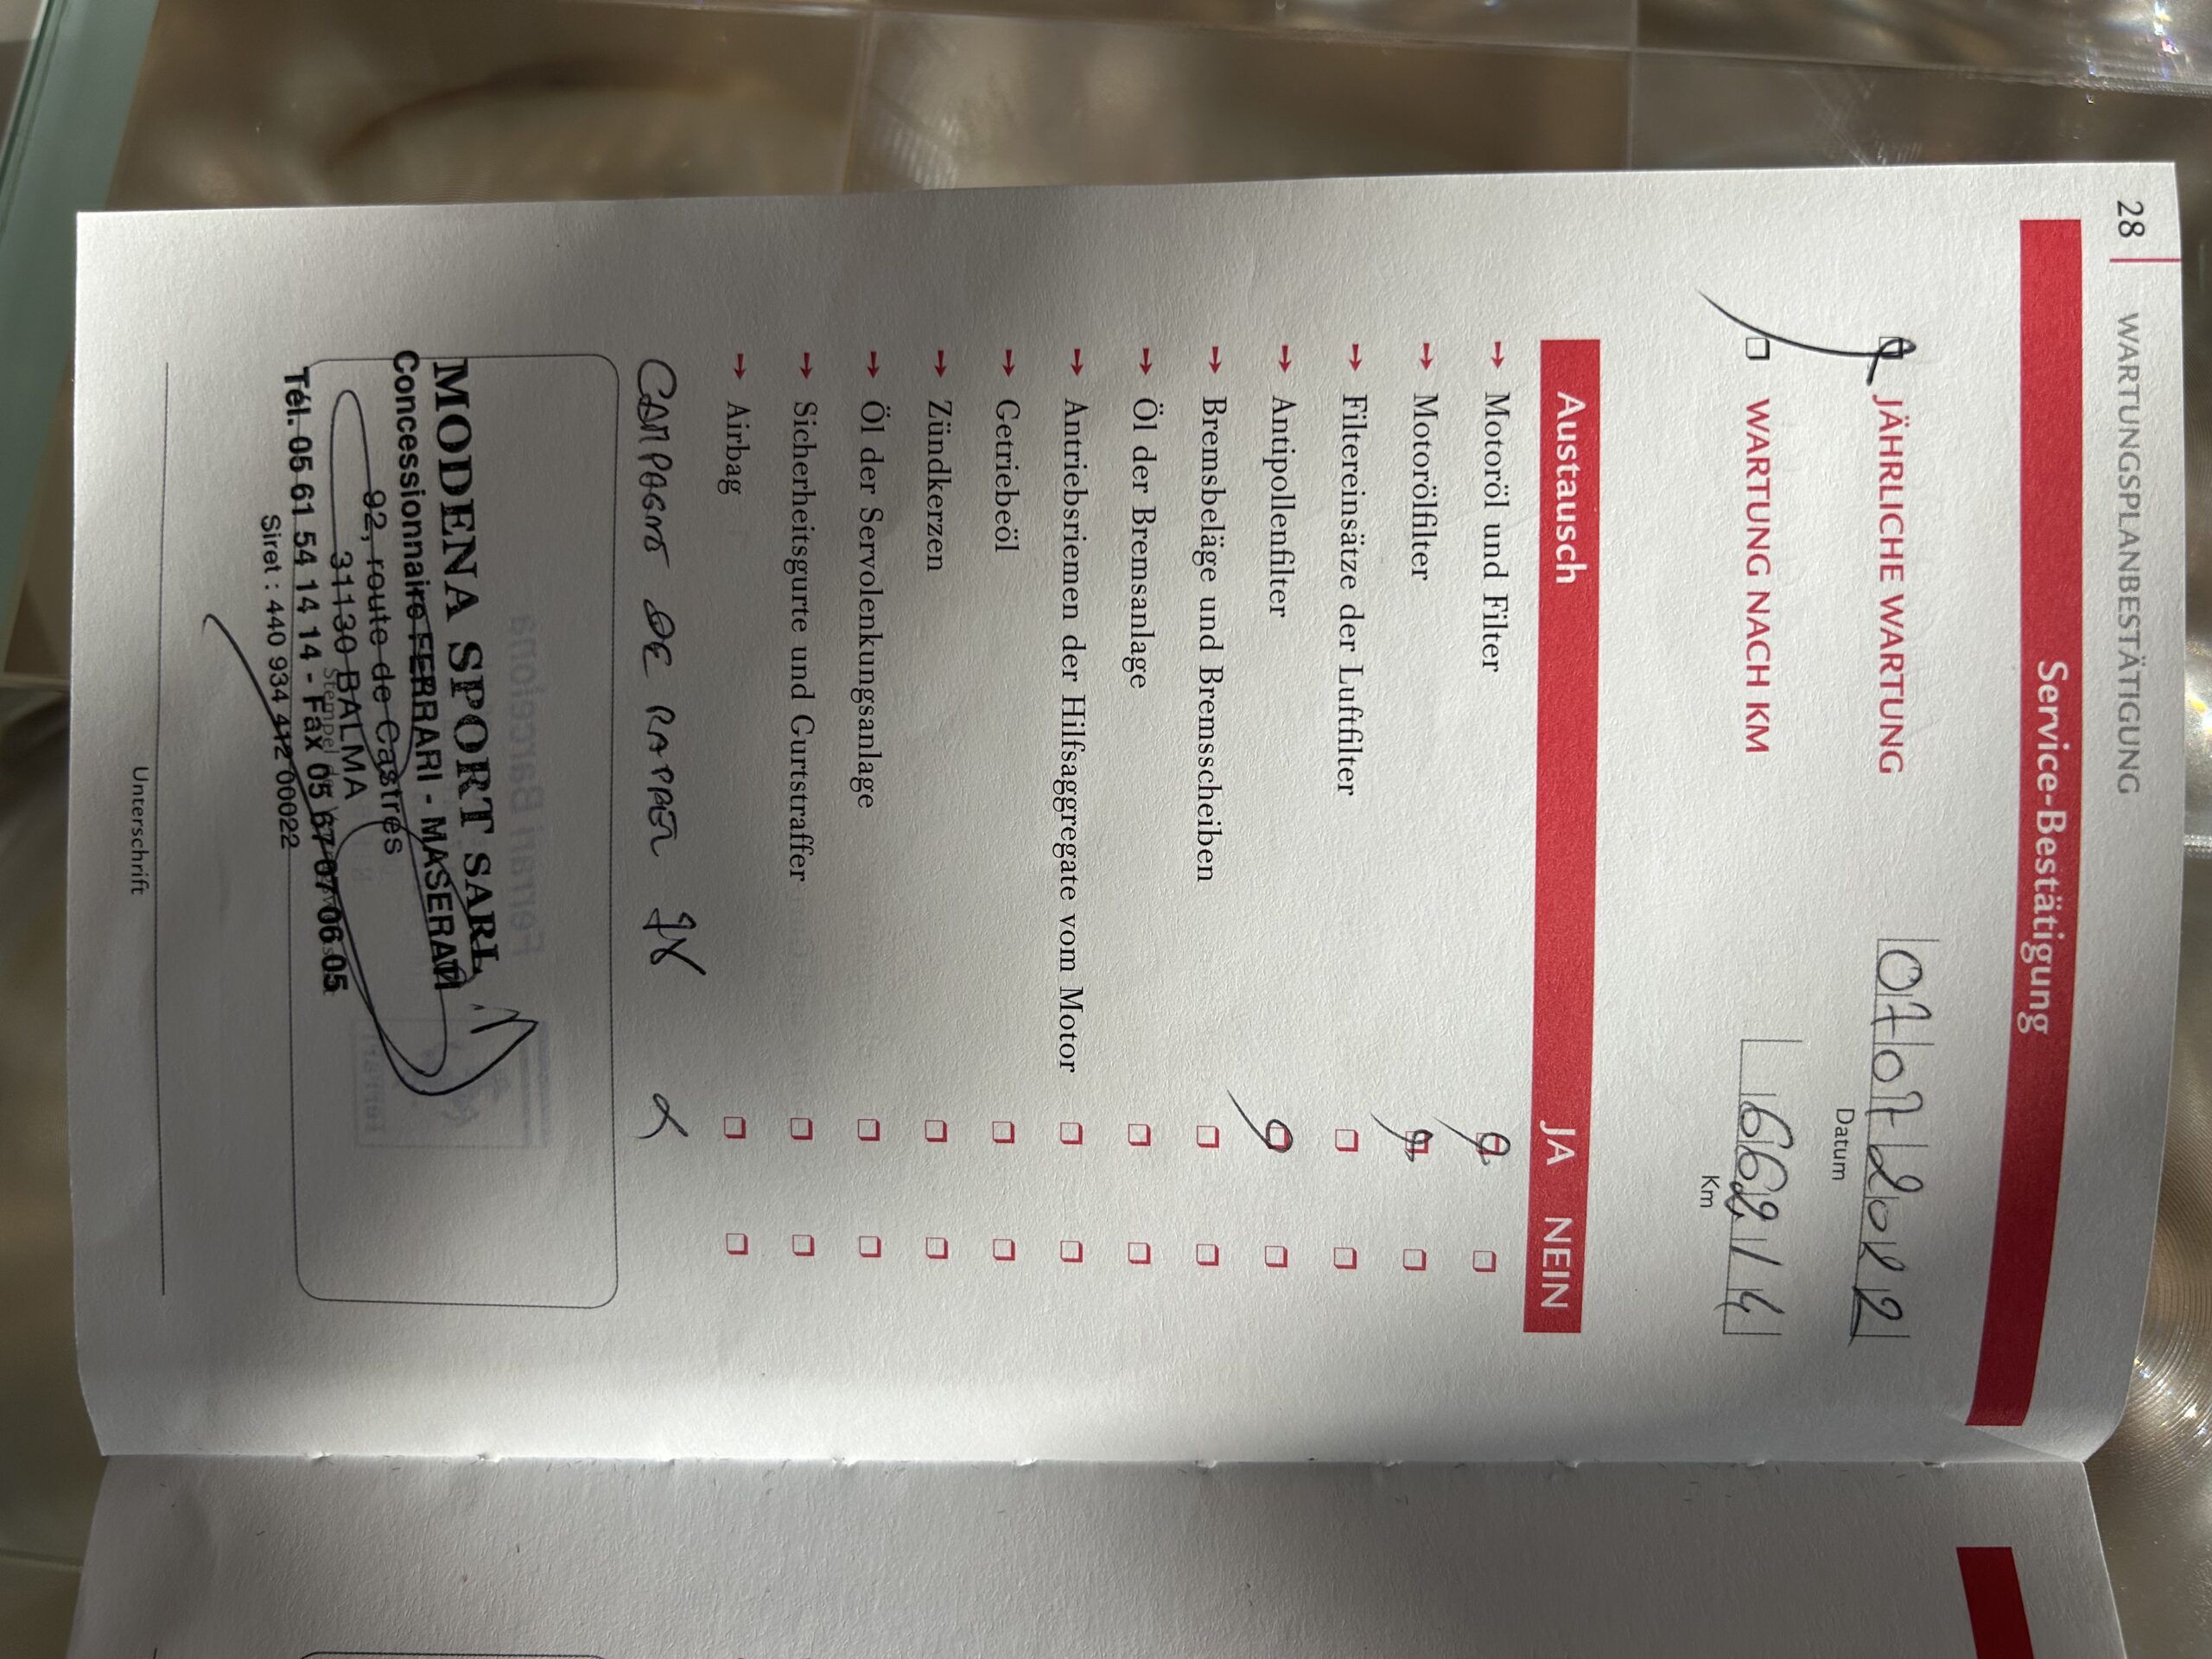 28 | WARTUNGSPLANBESTÄTIGUNG
Service-Bestätigung
JÄHRLICHE WARTUNG
07072012
Datum
WARTUNG NACH KM
66214
Km
Austausch JA NEIN
→ Motoröl und Filter
→ Motorölfilter
→ Filtereinsätze der Luftfilter
→ Antipollenfilter
→ Bremsbeläge und Bremsscheiben
→ Öl der Bremsanlage
→ Antriebsriemen der Hilfsaggregate vom Motor
→ Getriebeöl
→ Zündkerzen
→ Öl der Servolenkungsanlage
→ Sicherheitsgurte und Gurtstraffer
→ Airbag
CAMPAGNE DE RAPPEL
MODENA SPORT SARL
Concessionnaire FERRARI - MASERATI
92, route de Castres
31130 BALMA
Stempel
Tél. 05 61 54 14 14 - Fax 05 67 07 06 05
Siret : 440 934 412 00022
Unterschrift